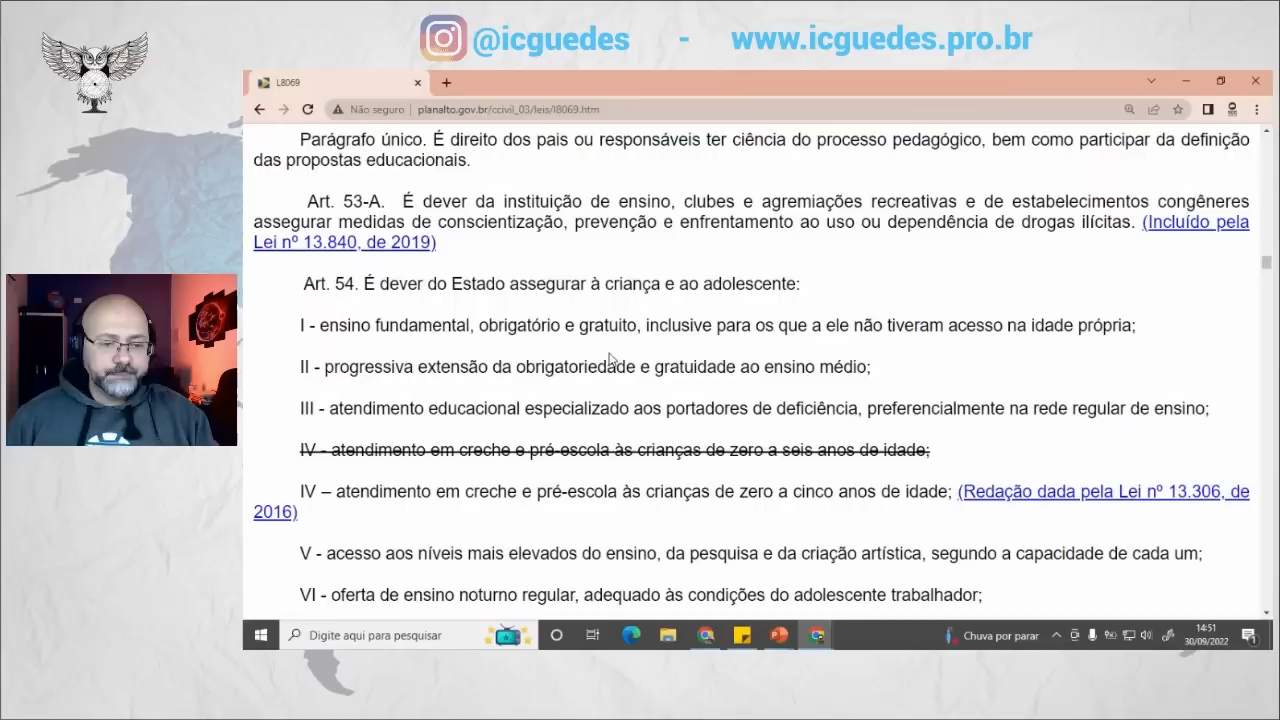 @icguedes - www.icguedes.pro.br
L8069
Não seguro planalto.gov.br/ccivil_03/leis/l8069.htm
Parágrafo único. É direito dos pais ou responsáveis ter ciência do processo pedagógico, bem como participar da definição
das propostas educacionais.
Art. 53-A. É dever da instituição de ensino, clubes e agremiações recreativas e de estabelecimentos congêneres
assegurar medidas de conscientização, prevenção e enfrentamento ao uso ou dependência de drogas ilícitas. (Incluído pela
Lei nº 13.840, de 2019)
Art. 54. É dever do Estado assegurar à criança e ao adolescente:
I - ensino fundamental, obrigatório e gratuito, inclusive para os que a ele não tiveram acesso na idade própria;
II - progressiva extensão da obrigatoriedade e gratuidade ao ensino médio;
III - atendimento educacional especializado aos portadores de deficiência, preferencialmente na rede regular de ensino;
IV - atendimento em creche e pré-escola às crianças de zero a seis anos de idade;
IV – atendimento em creche e pré-escola às crianças de zero a cinco anos de idade; (Redação dada pela Lei nº 13.306, de
2016)
V - acesso aos níveis mais elevados do ensino, da pesquisa e da criação artística, segundo a capacidade de cada um;
VI - oferta de ensino noturno regular, adequado às condições do adolescente trabalhador;
Digite aqui para pesquisar
Chuva por parar
14:51
30/09/2022